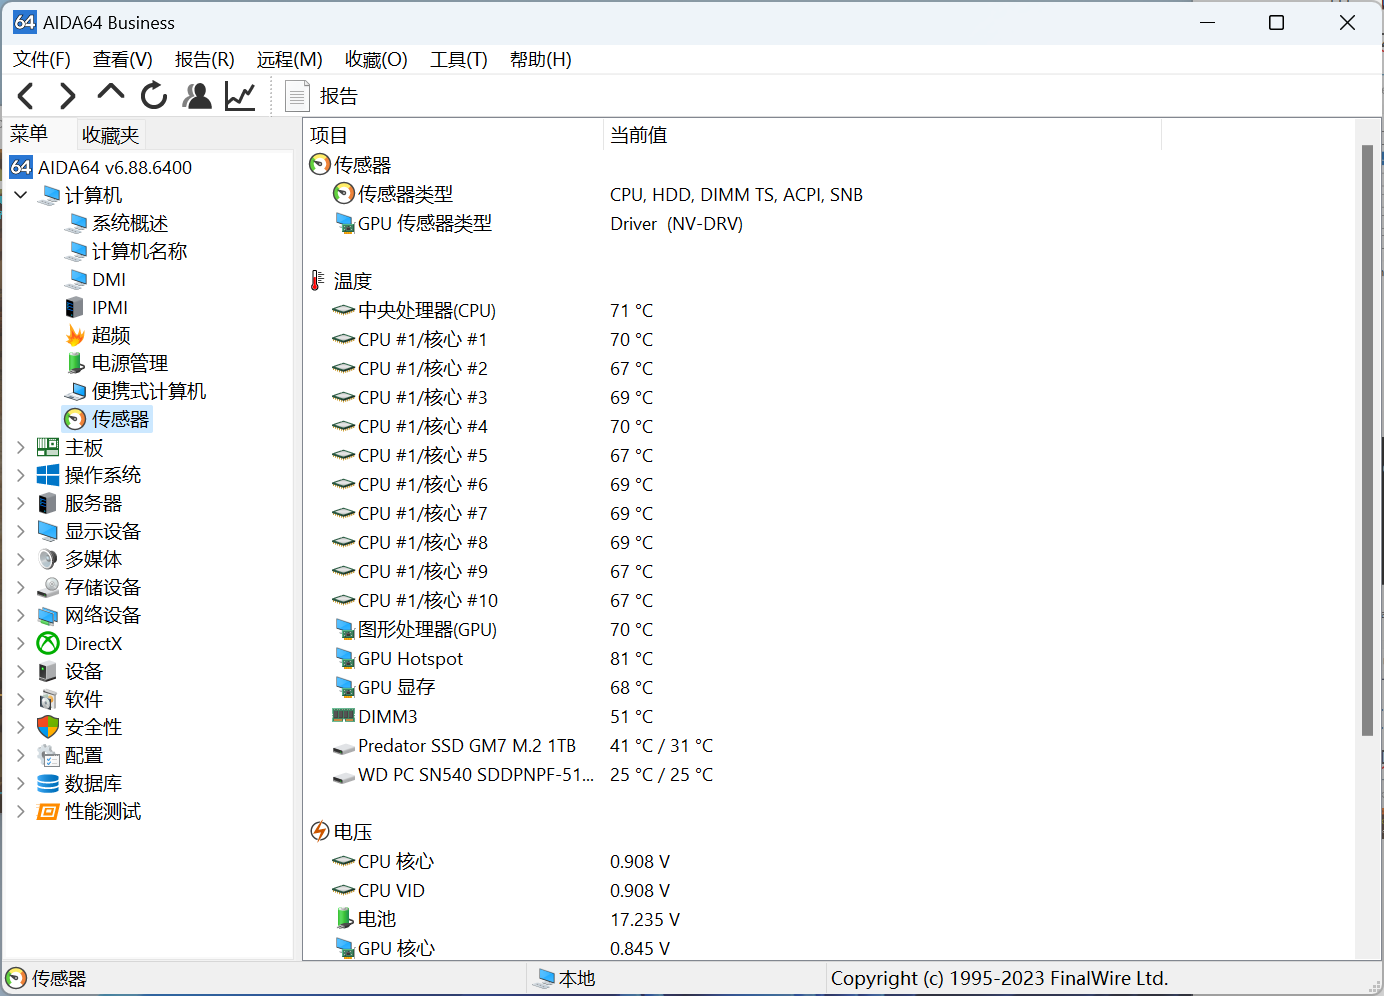 AIDA64 Business
文件(F) 查看(V) 报告(R) 远程(M) 收藏(O) 工具(T) 帮助(H)
报告
菜单 收藏夹
AIDA64 v6.88.6400
计算机
系统概述
计算机名称
DMI
IPMI
超频
电源管理
便携式计算机
传感器
主板
操作系统
服务器
显示设备
多媒体
存储设备
网络设备
DirectX
设备
软件
安全性
配置
数据库
性能测试
项目 当前值
传感器
传感器类型 CPU, HDD, DIMM TS, ACPI, SNB
GPU 传感器类型 Driver (NV-DRV)
温度
中央处理器(CPU) 71 °C
CPU #1/核心 #1 70 °C
CPU #1/核心 #2 67 °C
CPU #1/核心 #3 69 °C
CPU #1/核心 #4 70 °C
CPU #1/核心 #5 67 °C
CPU #1/核心 #6 69 °C
CPU #1/核心 #7 69 °C
CPU #1/核心 #8 69 °C
CPU #1/核心 #9 67 °C
CPU #1/核心 #10 67 °C
图形处理器(GPU) 70 °C
GPU Hotspot 81 °C
GPU 显存 68 °C
DIMM3 51 °C
Predator SSD GM7 M.2 1TB 41 °C / 31 °C
WD PC SN540 SDDPNPF-51... 25 °C / 25 °C
电压
CPU 核心 0.908 V
CPU VID 0.908 V
电池 17.235 V
GPU 核心 0.845 V
传感器 本地 Copyright (c) 1995-2023 FinalWire Ltd.